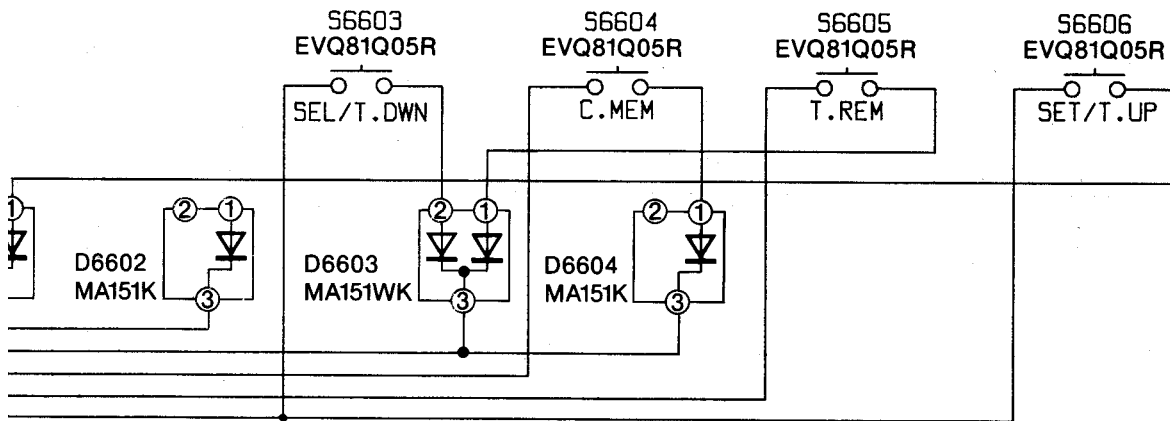 S6603
EVQ81Q05R
SEL/T.DWN
S6604
EVQ81Q05R
C.MEM
S6605
EVQ81Q05R
T.REM
S6606
EVQ81Q05R
SET/T.UP
1
2 1
D6602
MA151K
3
2 1
D6603
MA151WK
3
2 1
D6604
MA151K
3